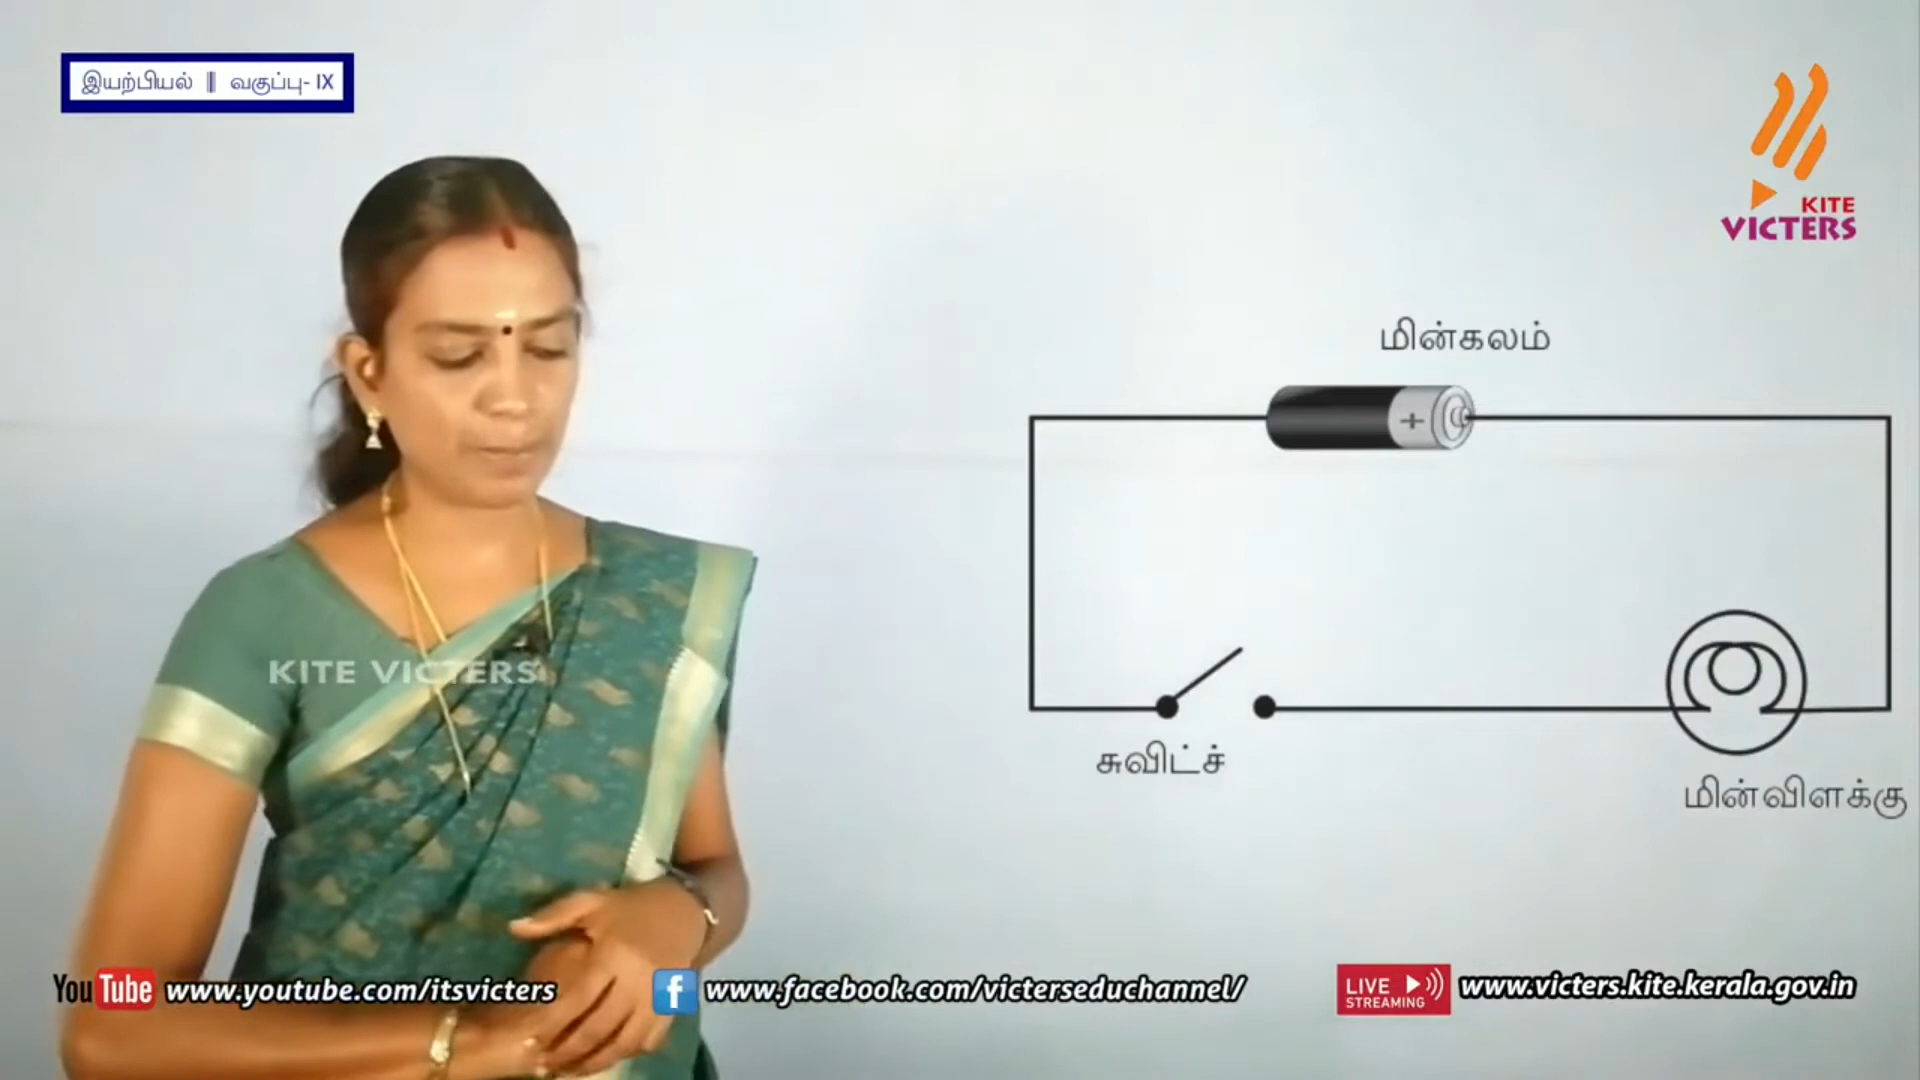 இயற்பியல் || வகுப்பு- IX
KITE
VICTERS
மின்கலம்
+
KITE VICTERS
சுவிட்ச்
மின்விளக்கு
YouTube www.youtube.com/itsvicters
f www.facebook.com/victerseduchannel/
LIVE STREAMING www.victers.kite.kerala.gov.in